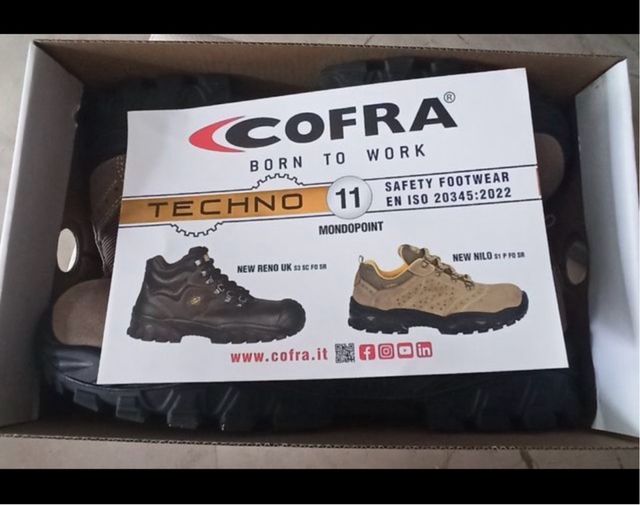 COFRA®
BORN TO WORK
TECHNO 11 SAFETY FOOTWEAR
EN ISO 20345:2022
MONDOPOINT
NEW RENO UK S3 SC FO SR
NEW NILO S1 P FO SR
www.cofra.it